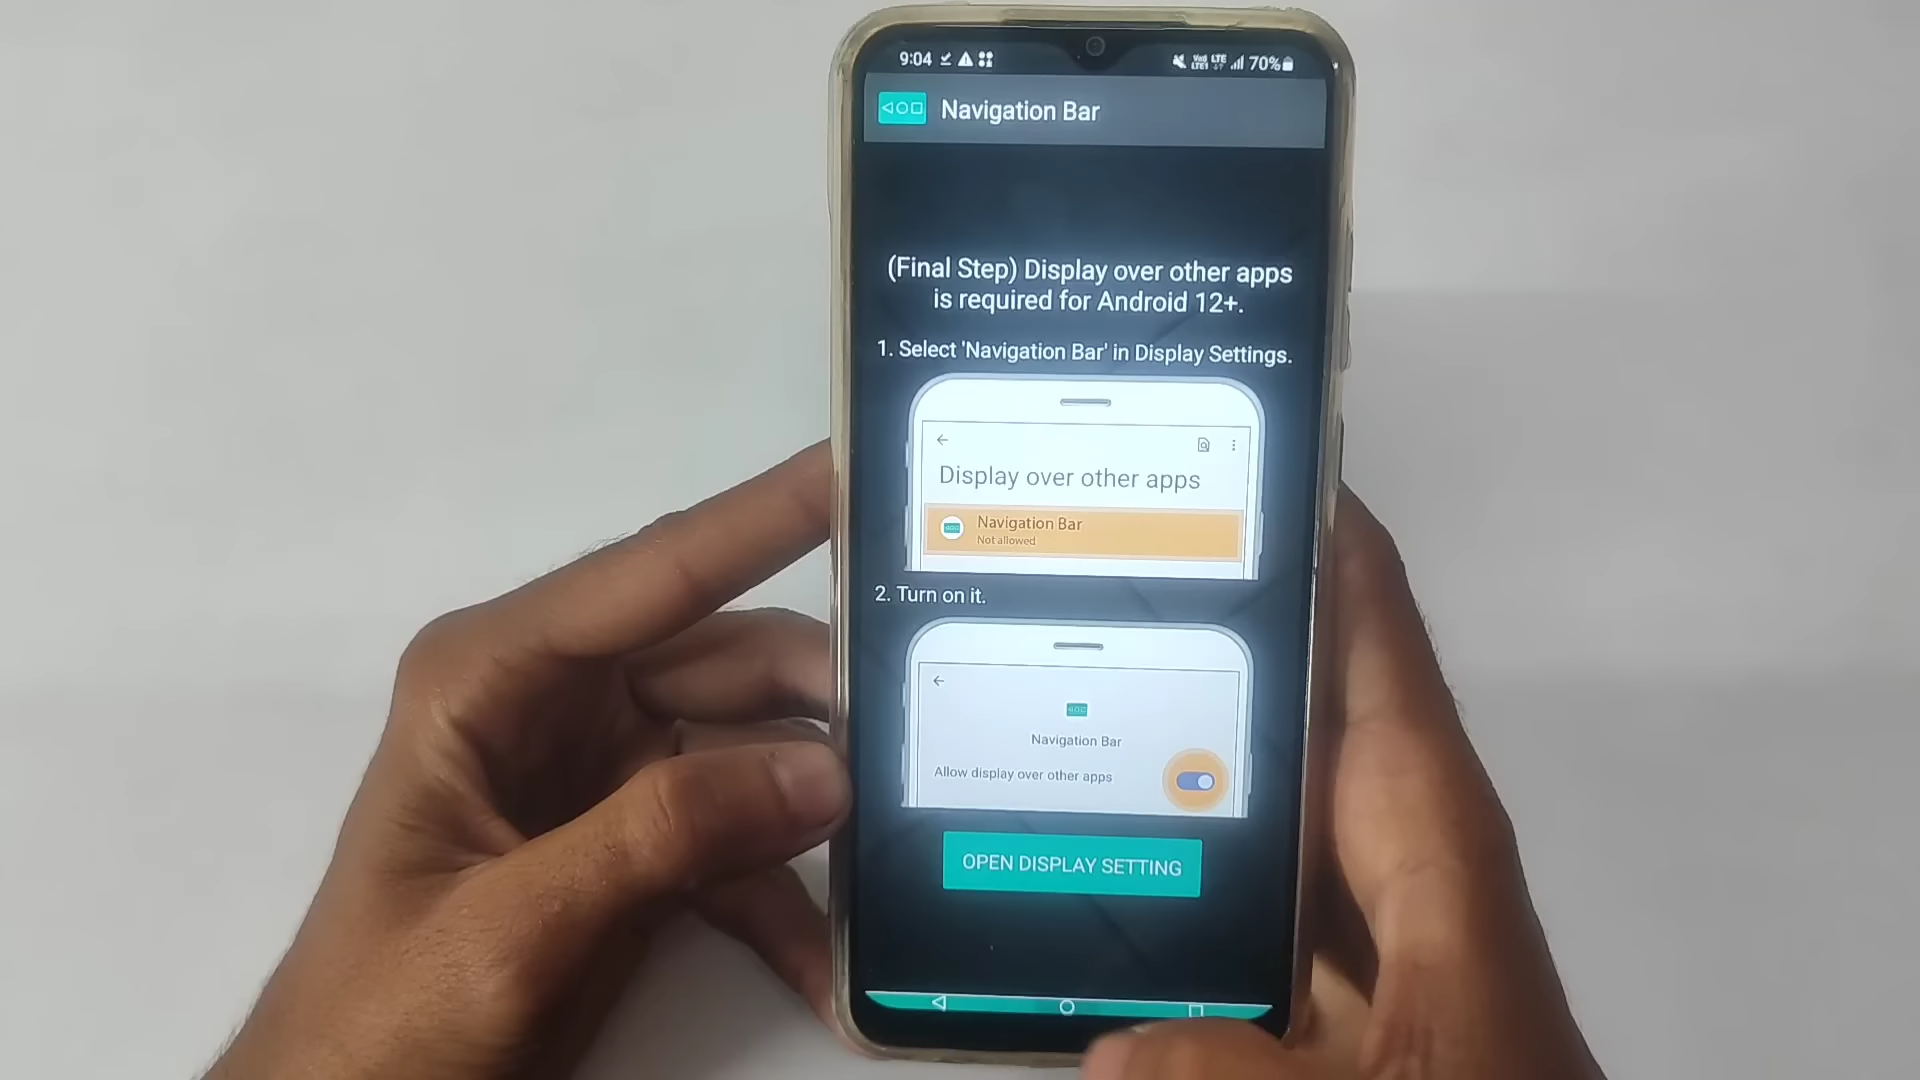 9:04 70%
Navigation Bar
(Final Step) Display over other apps
is required for Android 12+.
1. Select 'Navigation Bar' in Display Settings.
Display over other apps
Navigation Bar
Not allowed
2. Turn on it.
Navigation Bar
Allow display over other apps
OPEN DISPLAY SETTING